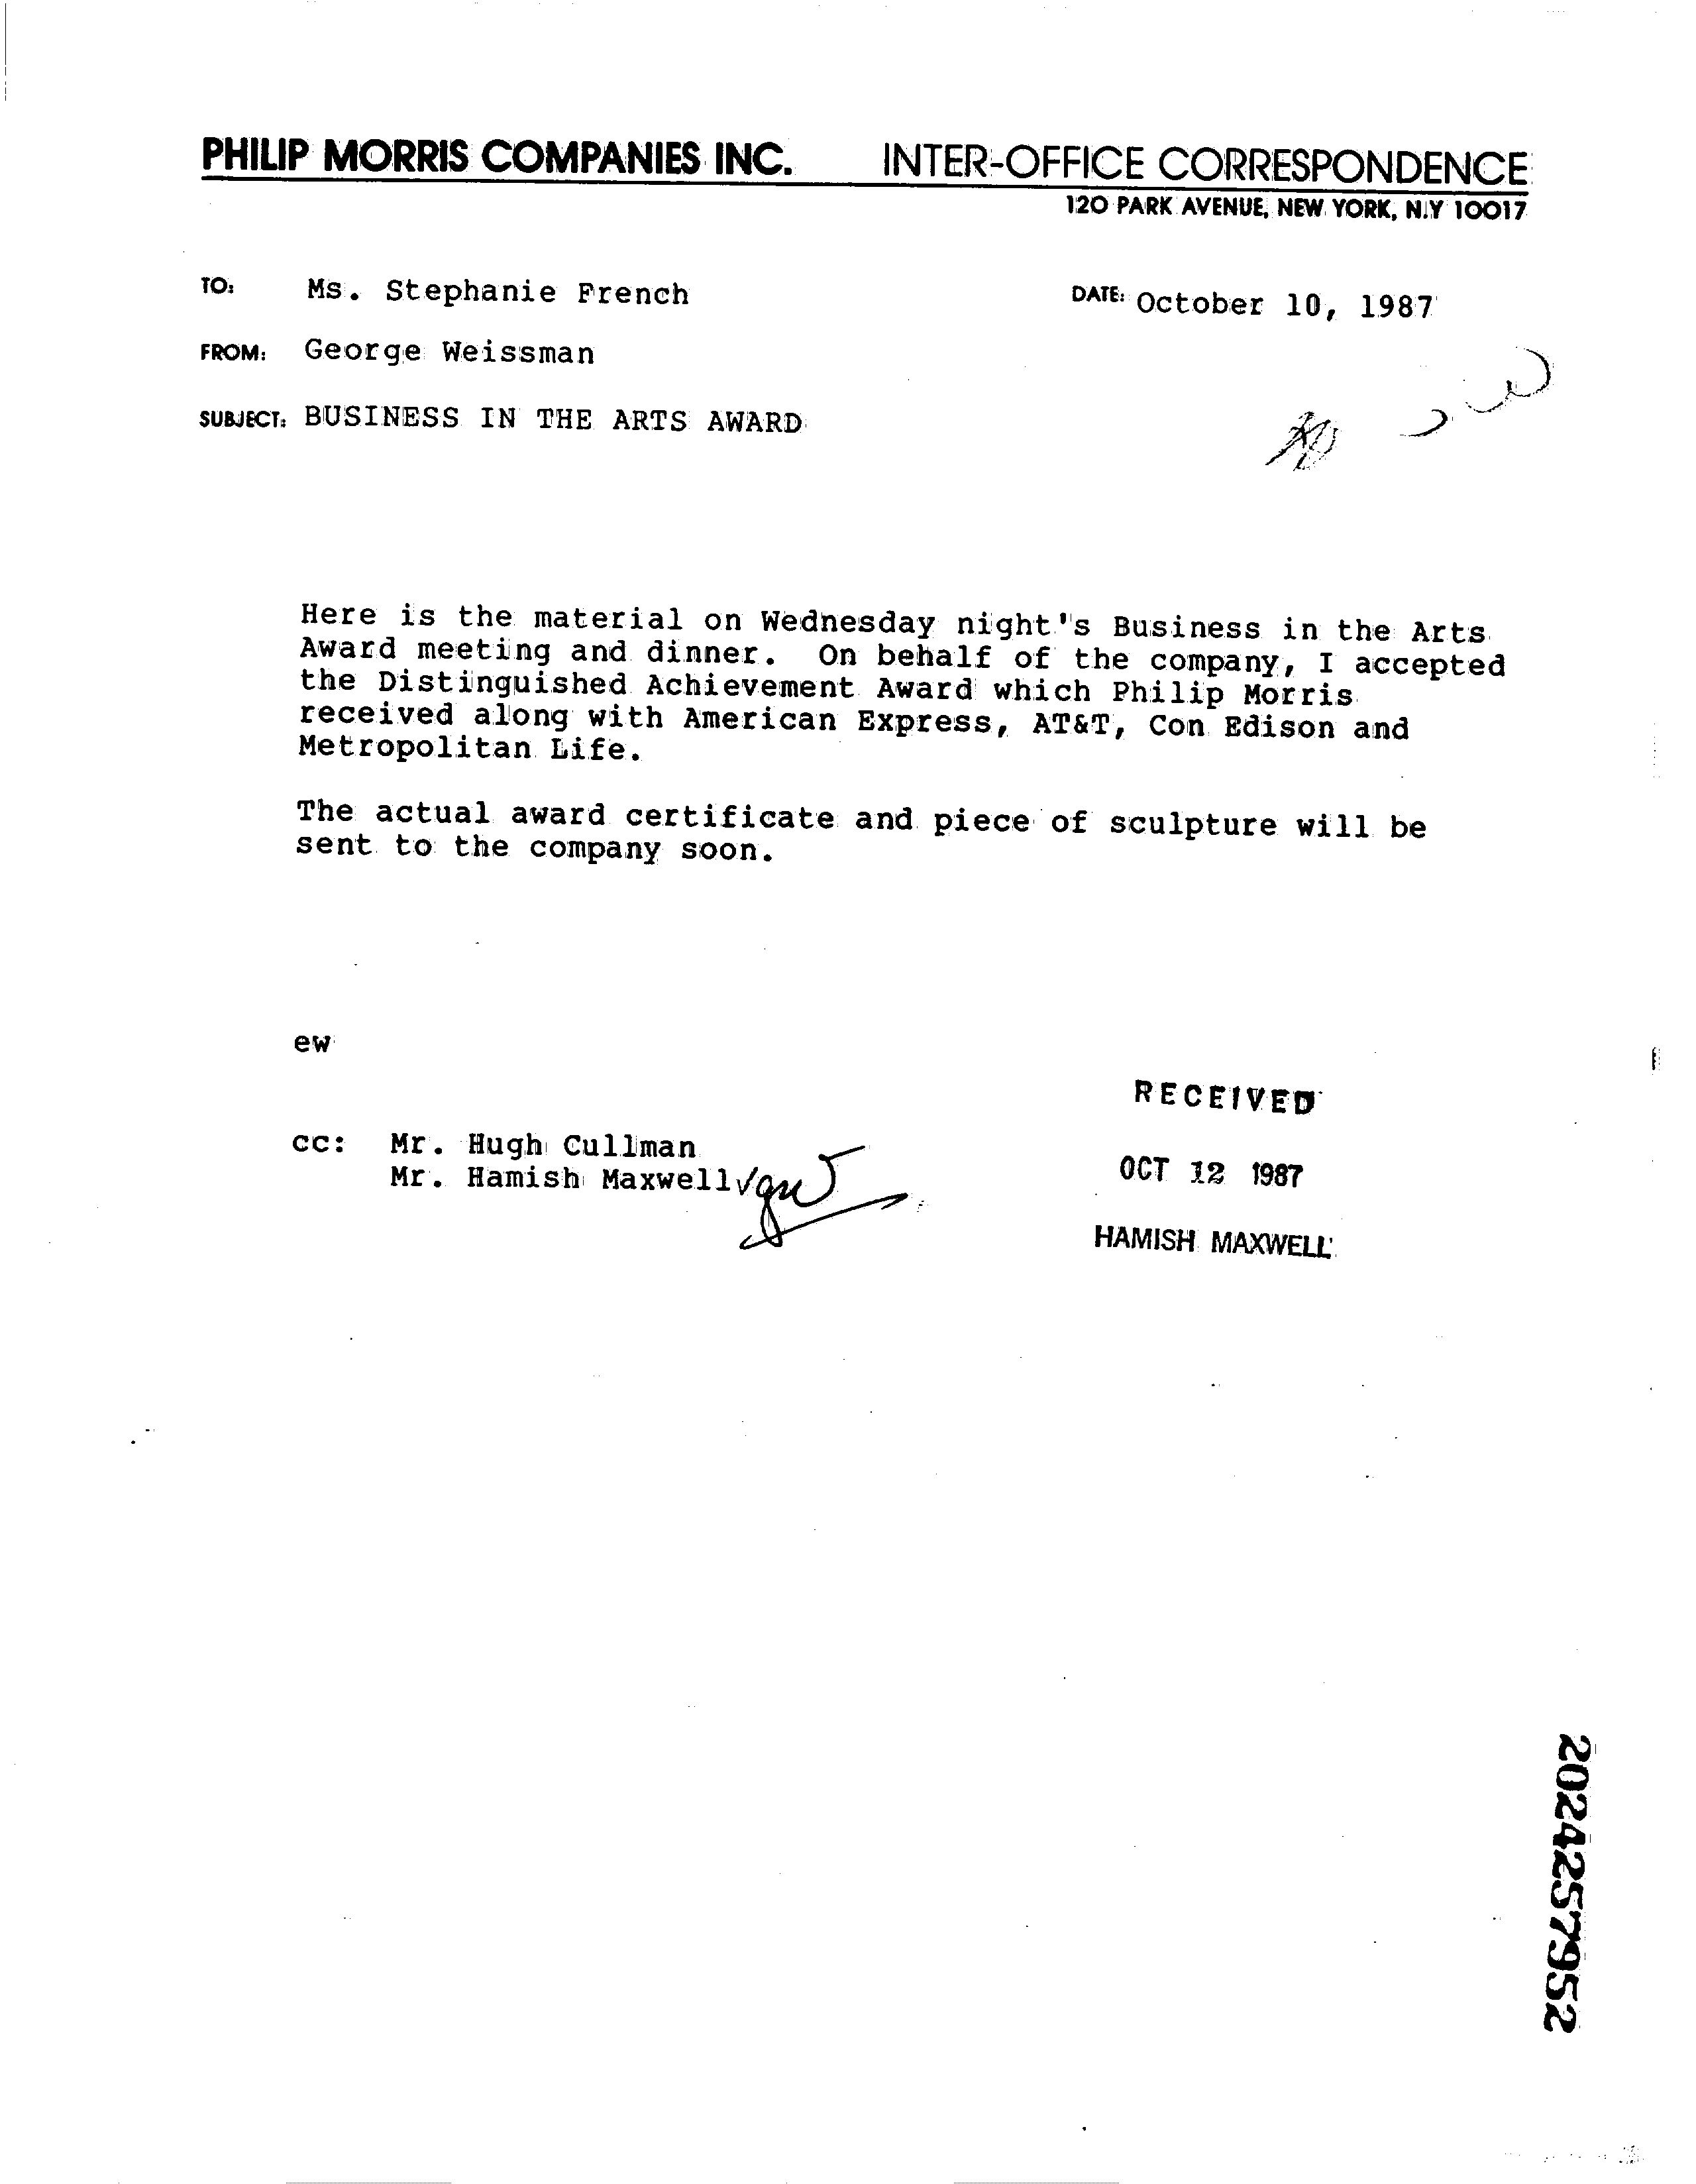 PHILIP MORRIS COMPANIES INC. INTER-OFFICE CORRESPONDENCE
120 PARK AVENUE, NEW YORK, N.Y 10017
TO: Ms. Stephanie French DATE: October 10, 1987
FROM: George Weissman
SUBJECT: BUSINESS IN THE ARTS AWARD
Here is the material on Wednesday night's Business in the Arts
Award meeting and dinner. On behalf of the company, I accepted
the Distinguished Achievement Award which Philip Morris
received along with American Express, AT&T, Con Edison and
Metropolitan Life.
The actual award certificate and piece of sculpture will be
sent to the company soon.
ew
RECEIVED
cc: Mr. Hugh Cullman
Mr. Hamish Maxwell✓
OCT 12 1987
HAMISH MAXWELL
2024257952